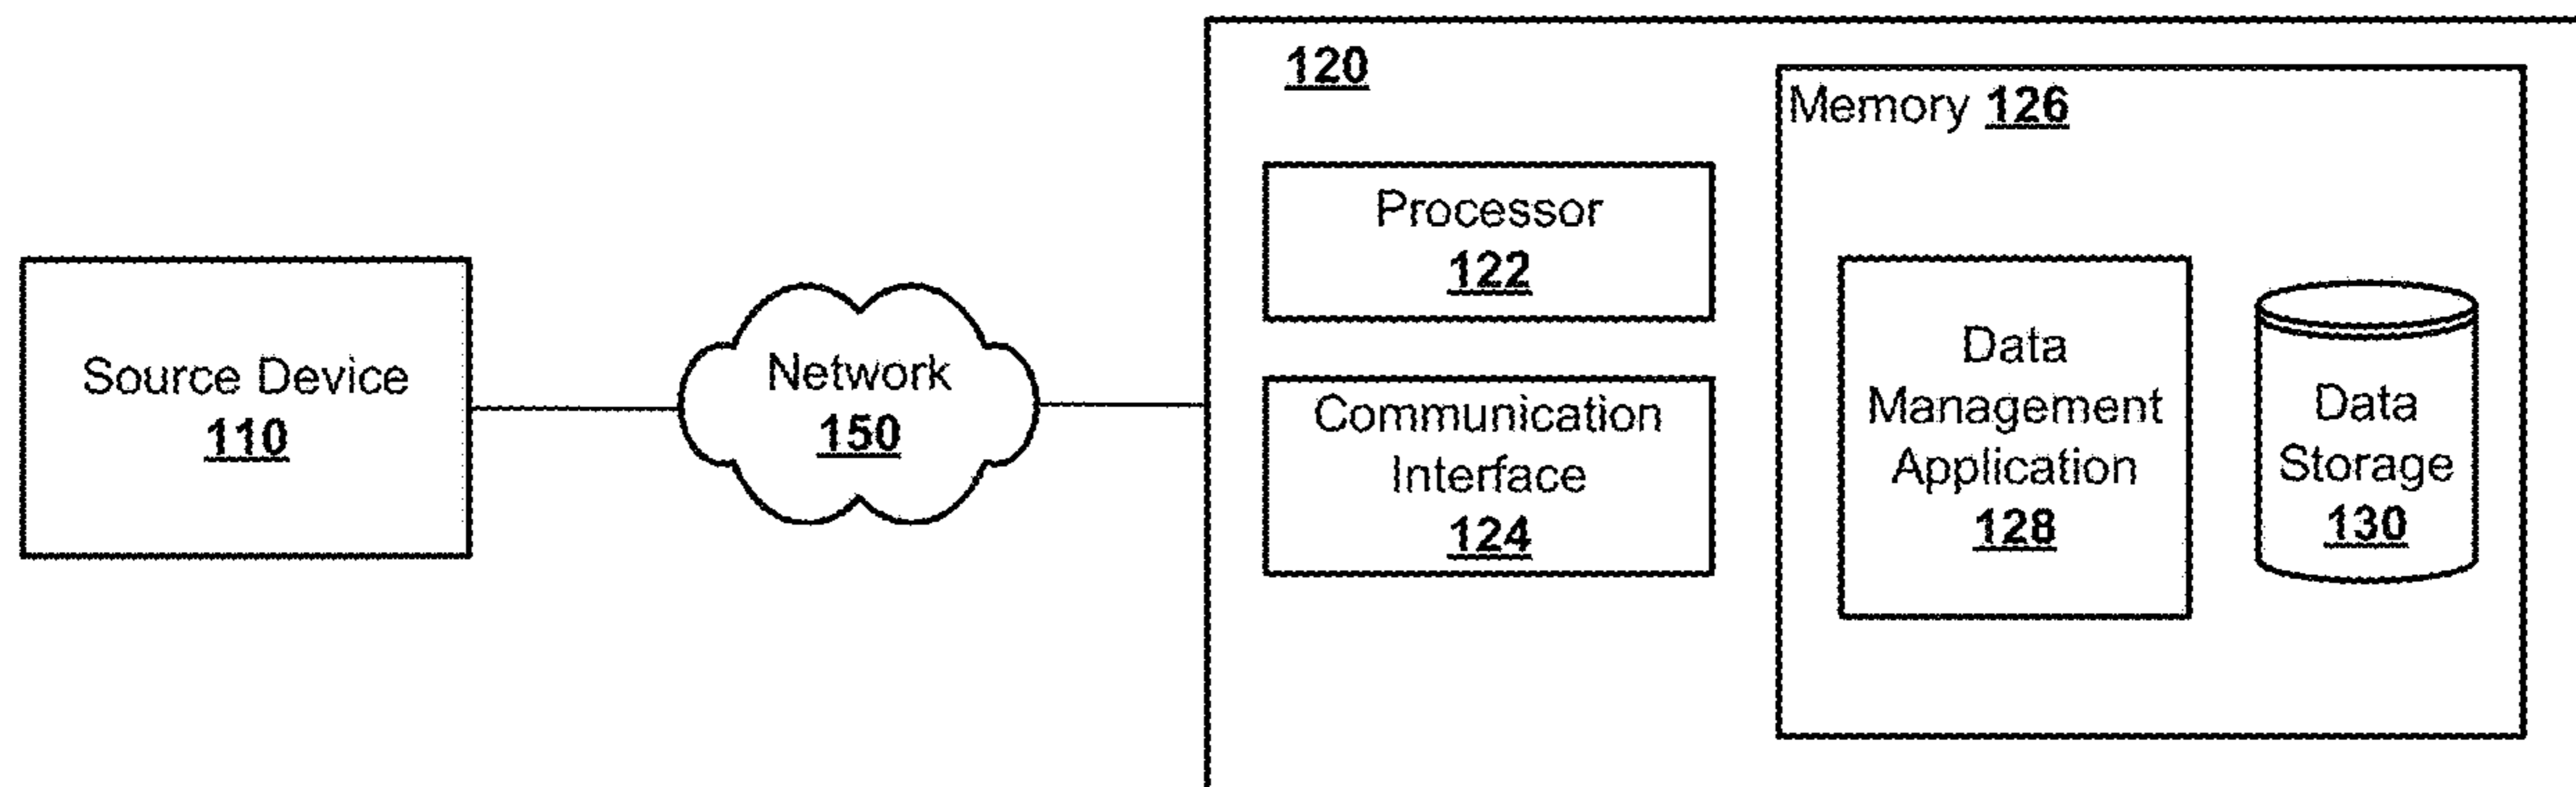 Source Device
110
Network
150
120
Processor
122
Communication
Interface
124
Memory 126
Data
Management
Application
128
Data
Storage
130